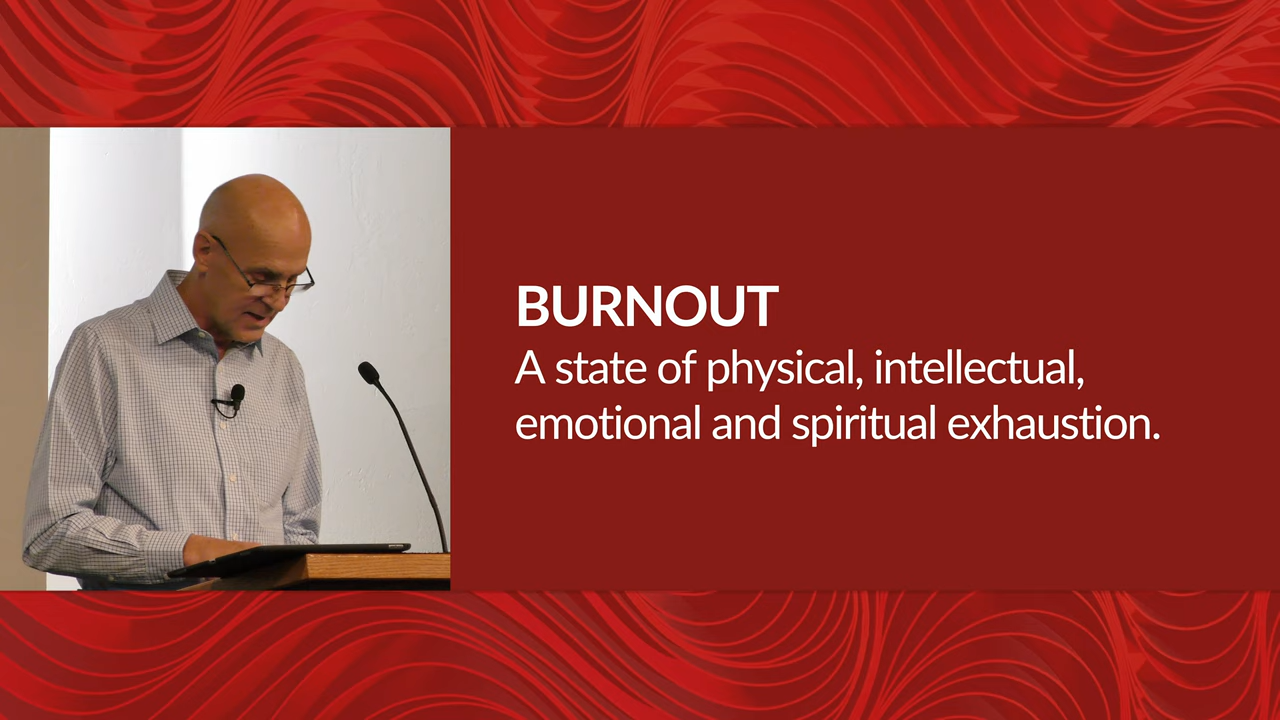 BURNOUT
A state of physical, intellectual,
emotional and spiritual exhaustion.